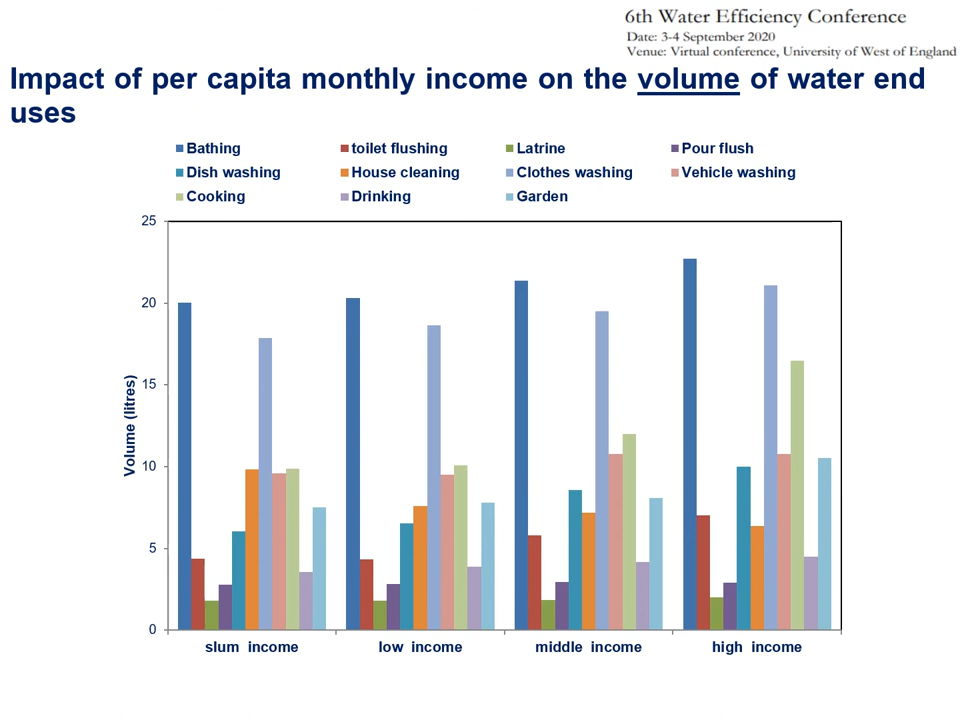 6th Water Efficiency Conference
Date: 3-4 September 2020
Venue: Virtual conference, University of West of England
Impact of per capita monthly income on the volume of water end
uses
Bathing toilet flushing Latrine Pour flush
Dish washing House cleaning Clothes washing Vehicle washing
Cooking Drinking Garden
25
20
15
10
5
0
Volume (litres)
slum income low income middle income high income